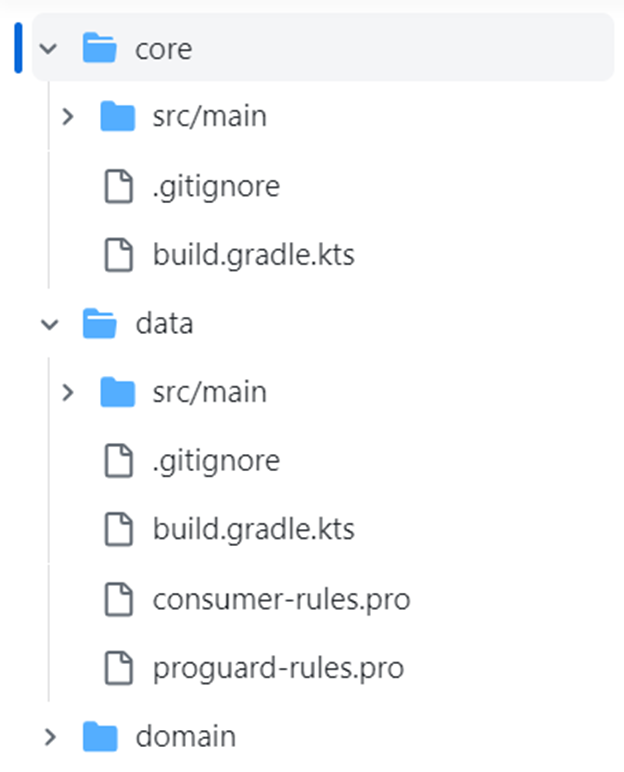 core
src/main
.gitignore
build.gradle.kts
data
src/main
.gitignore
build.gradle.kts
consumer-rules.pro
proguard-rules.pro
domain